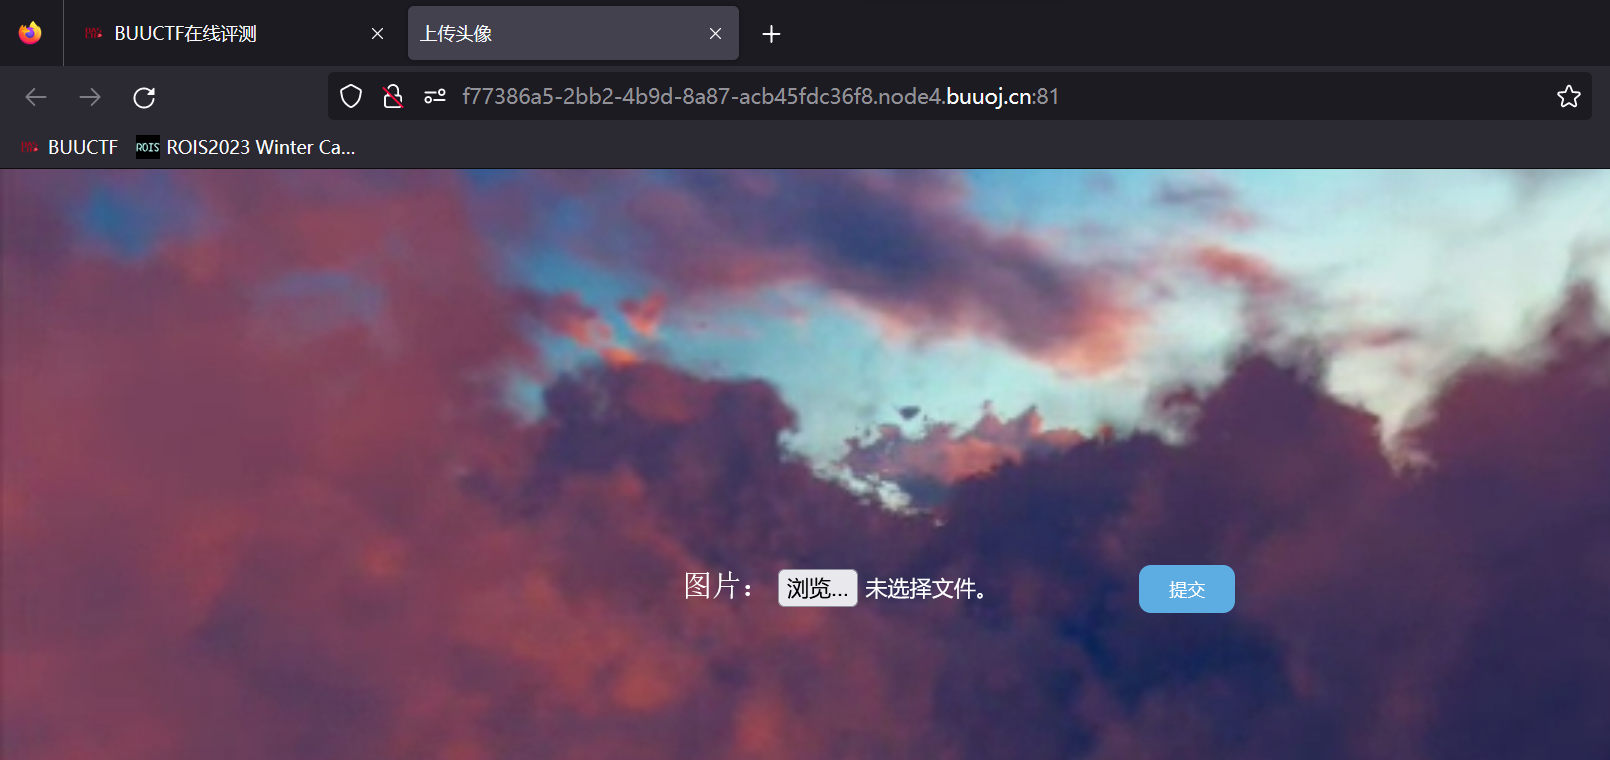 BUUCTF在线评测
上传头像
f77386a5-2bb2-4b9d-8a87-acb45fdc36f8.node4.buuoj.cn:81
BUUCTF
ROIS
ROIS2023 Winter Ca...
图片： 浏览... 未选择文件。 提交